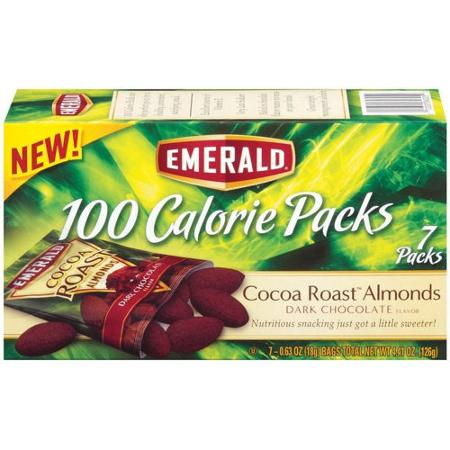 NEW!
EMERALD®
100 Calorie Packs
7
Packs
EMERALD
COCOA
ROAST
ALMONDS
DARK CHOCOLATE
FLAVOR
Cocoa Roast™ Almonds
DARK CHOCOLATE FLAVOR
Nutritious snacking just got a little sweeter!
7 - 0.63 OZ (18g) BAGS TOTAL NET WT 4.41 OZ. (126g)